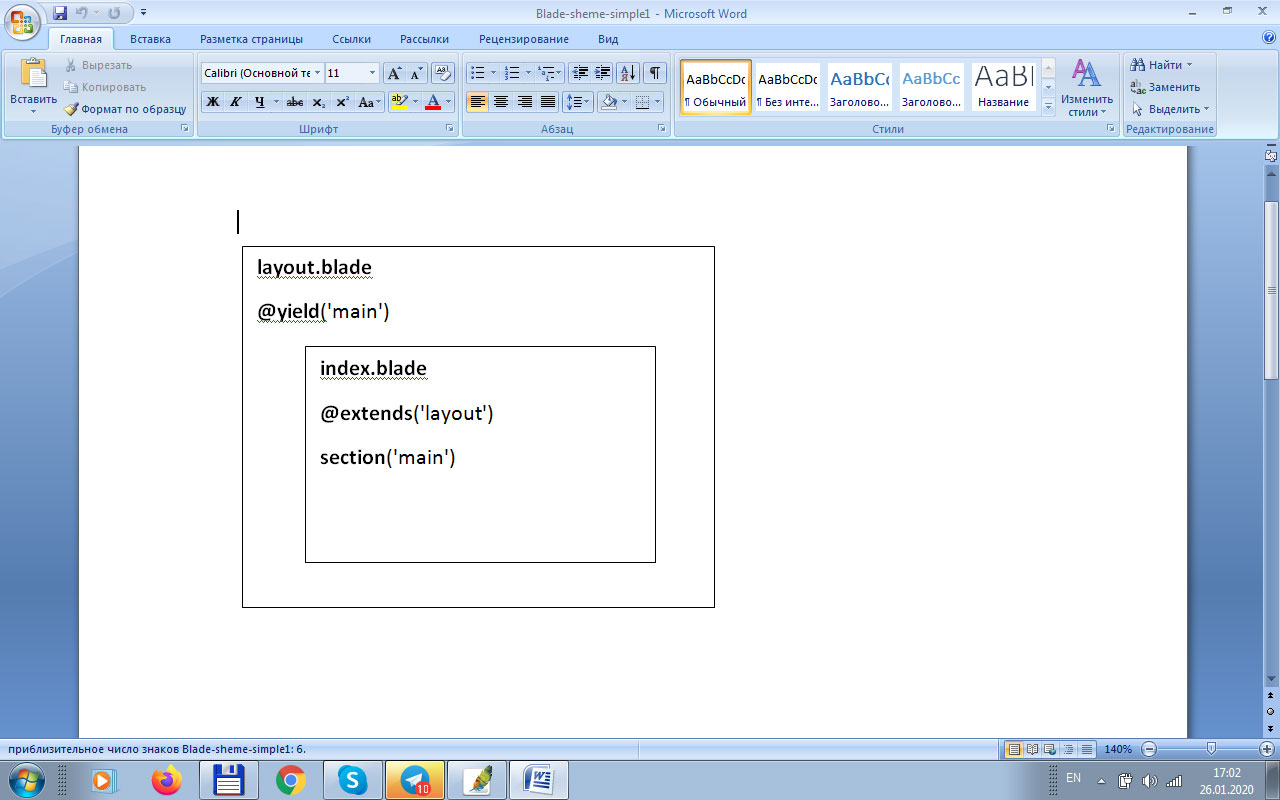 Blade-sheme-simple1 - Microsoft Word
Главная Вставка Разметка страницы Ссылки Рассылки Рецензирование Вид
Вставить
Вырезать
Копировать
Формат по образцу
Буфер обмена
Calibri (Основной те 11
Ж К Ч abc x₂ x² Aa
Шрифт
Абзац
AaBbCcDc AaBbCcDc AaBbCc AaBbCc AaBl
¶ Обычный ¶ Без инте... Заголово... Заголово... Название
Стили
Изменить
стили
Найти
Заменить
Выделить
Редактирование
layout.blade
@yield('main')
index.blade
@extends('layout')
section('main')
приблизительное число знаков Blade-sheme-simple1: 6.
140%
10
EN
17:02
26.01.2020